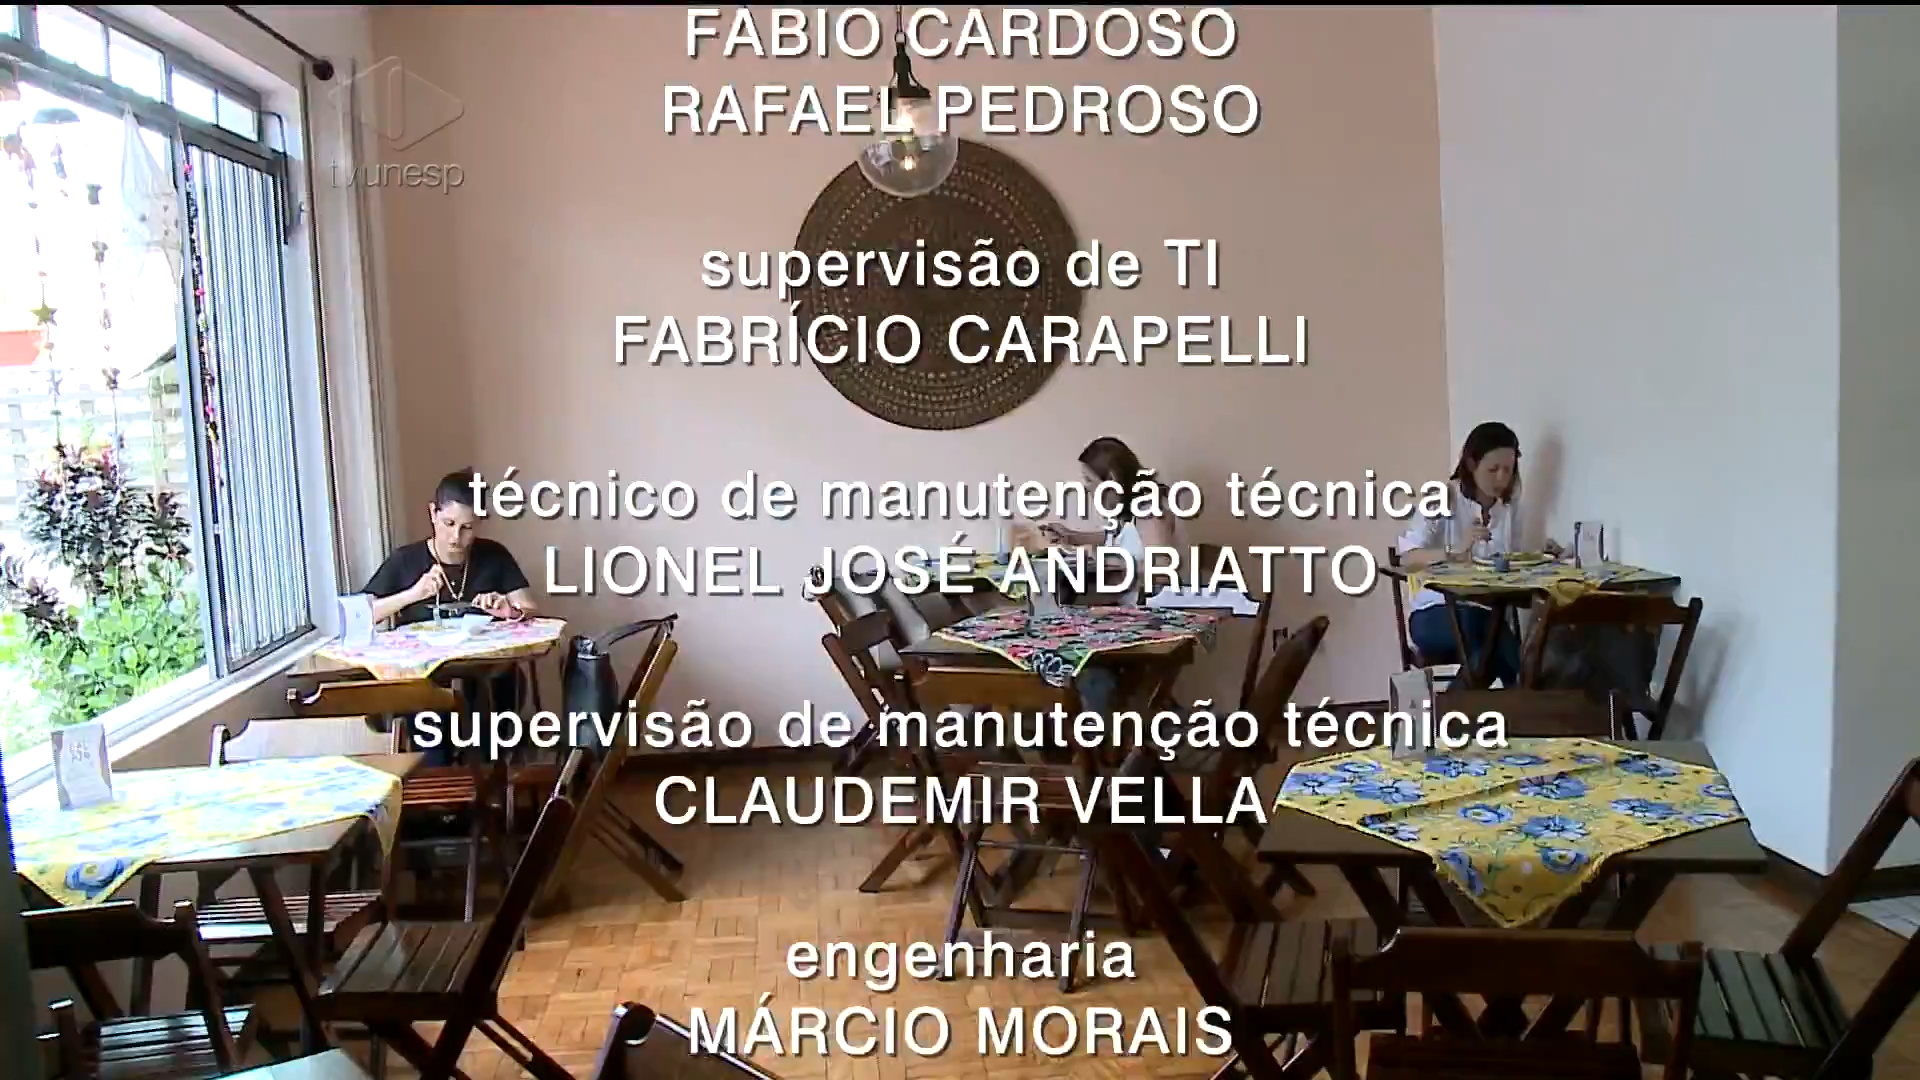 FABIO CARDOSO
RAFAEL PEDROSO
tvunesp
supervisão de TI
FABRÍCIO CARAPELLI
técnico de manutenção técnica
LIONEL JOSÉ ANDRIATTO
supervisão de manutenção técnica
CLAUDEMIR VELLA
engenharia
MÁRCIO MORAIS